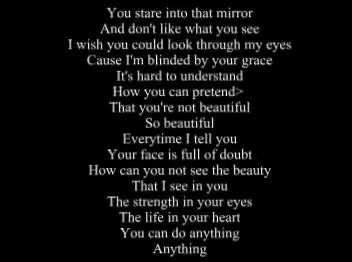 You stare into that mirror
And don't like what you see
I wish you could look through my eyes
Cause I'm blinded by your grace
It's hard to understand
How you can pretend>
That you're not beautiful
So beautiful
Everytime I tell you
Your face is full of doubt
How can you not see the beauty
That I see in you
The strength in your eyes
The life in your heart
You can do anything
Anything